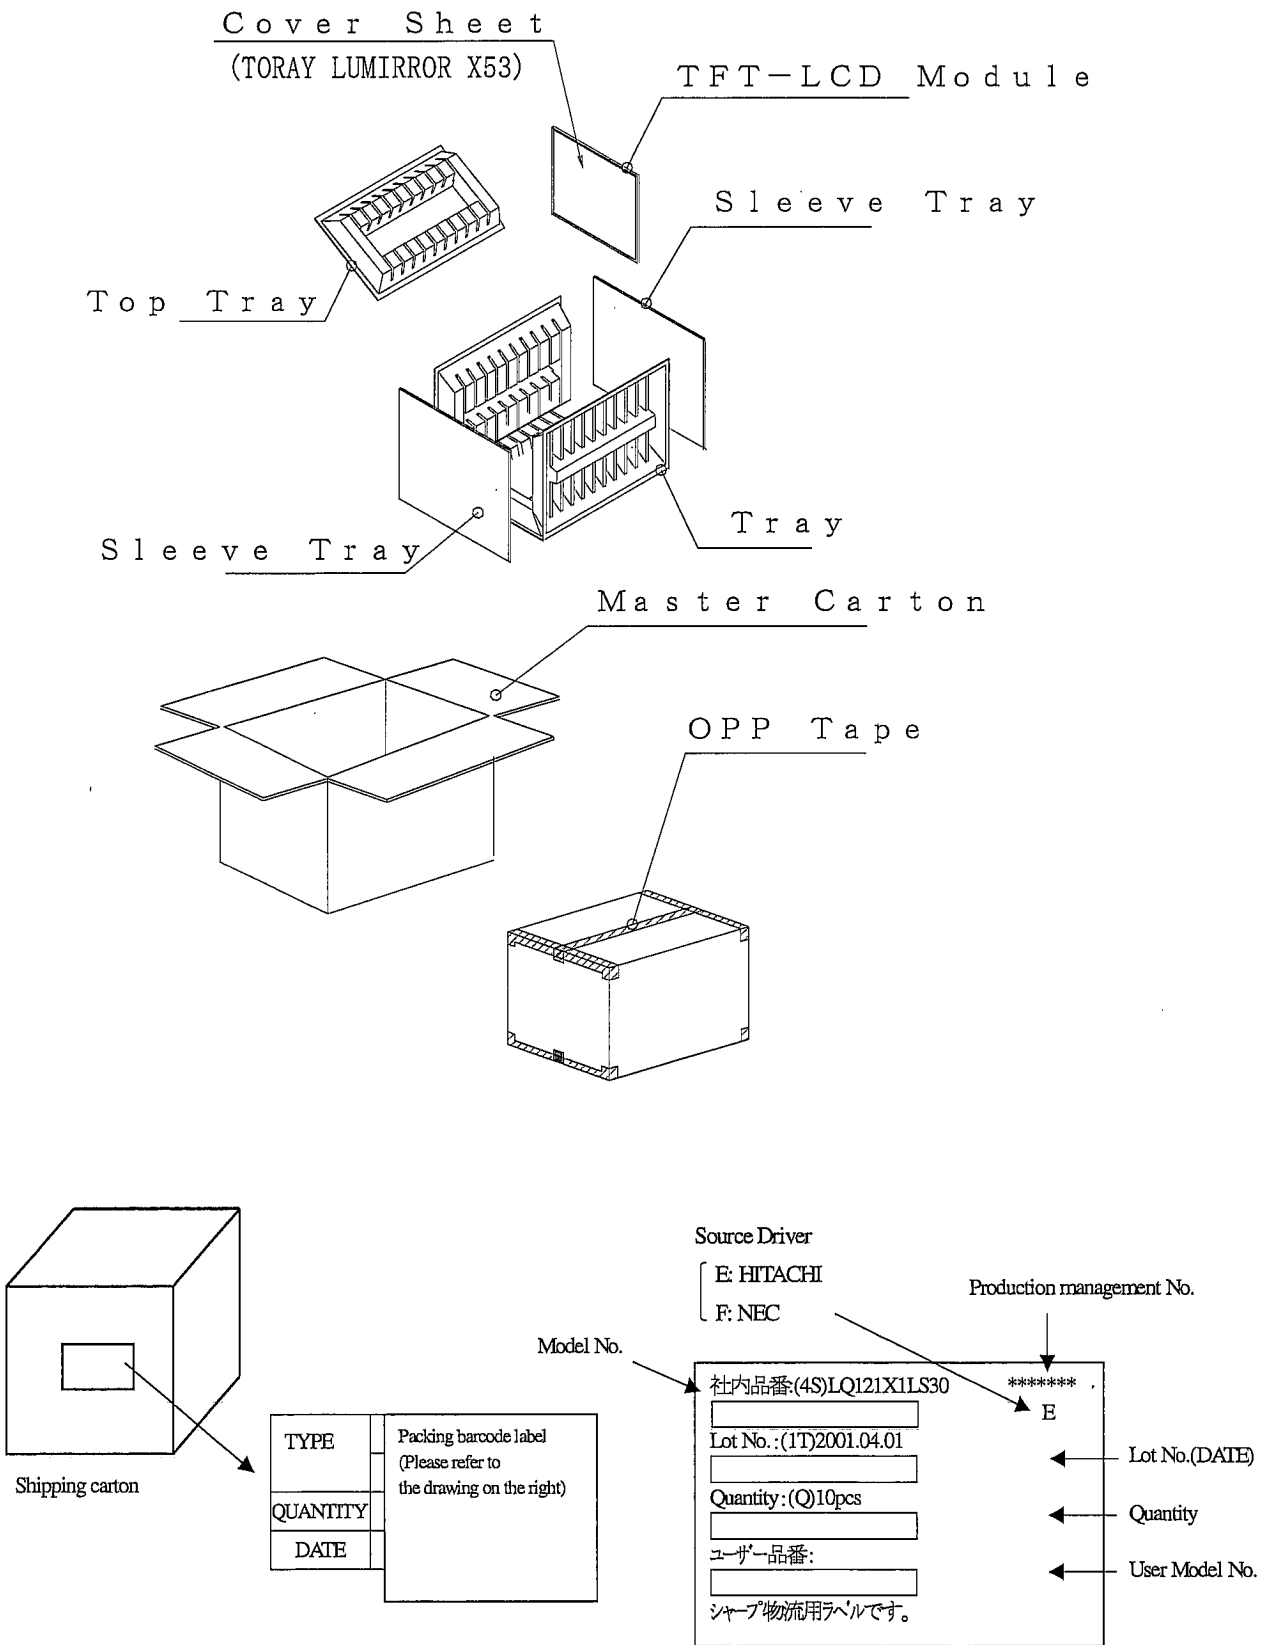 Cover Sheet
(TORAY LUMIRROR X53)
TFT-LCD Module
Sleeve Tray
Top Tray
Tray
Sleeve Tray
Master Carton
OPP Tape
Source Driver
E: HITACHI
F: NEC
Production management No.
Model No.
社内品番:(4S)LQ121X1LS30
*******
E
Lot No.:(1T)2001.04.01
Lot No.(DATE)
Quantity:(Q)10pcs
Quantity
ユーザー品番:
User Model No.
シャープ物流用ラベルです。
Shipping carton
TYPE
QUANTITY
DATE
Packing barcode label
(Please refer to
the drawing on the right)